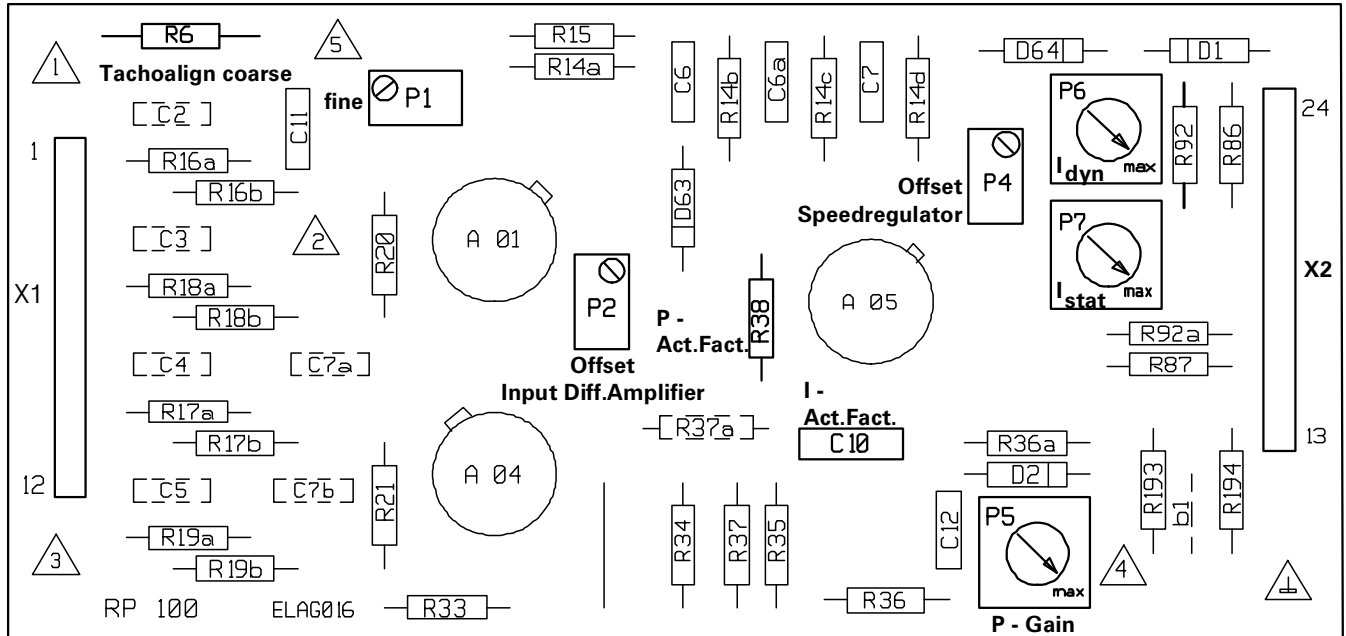 R6
5
R15
D64
D1
1
R14a
Tachoalign coarse
C6
R14b
C6a
R14c
C7
R14d
fine
P1
P6
C2
C11
24
R92
R86
1
R16a
P4
Idyn
max
R16b
Offset
Speedregulator
D63
P7
C3
2
R20
A 01
X2
X1
R18a
Istat
max
P2
R38
A 05
R18b
P -
Act.Fact.
R92a
Offset
C4
C7a
R87
Input Diff.Amplifier
I -
Act.Fact.
R17a
R37a
R17b
C10
R36a
13
A 04
D2
12
C5
C7b
R21
R193
b1
R194
P5
R34
R37
R35
C12
R19a
3
4
R19b
max
RP 100
ELAG016
R33
R36
P - Gain